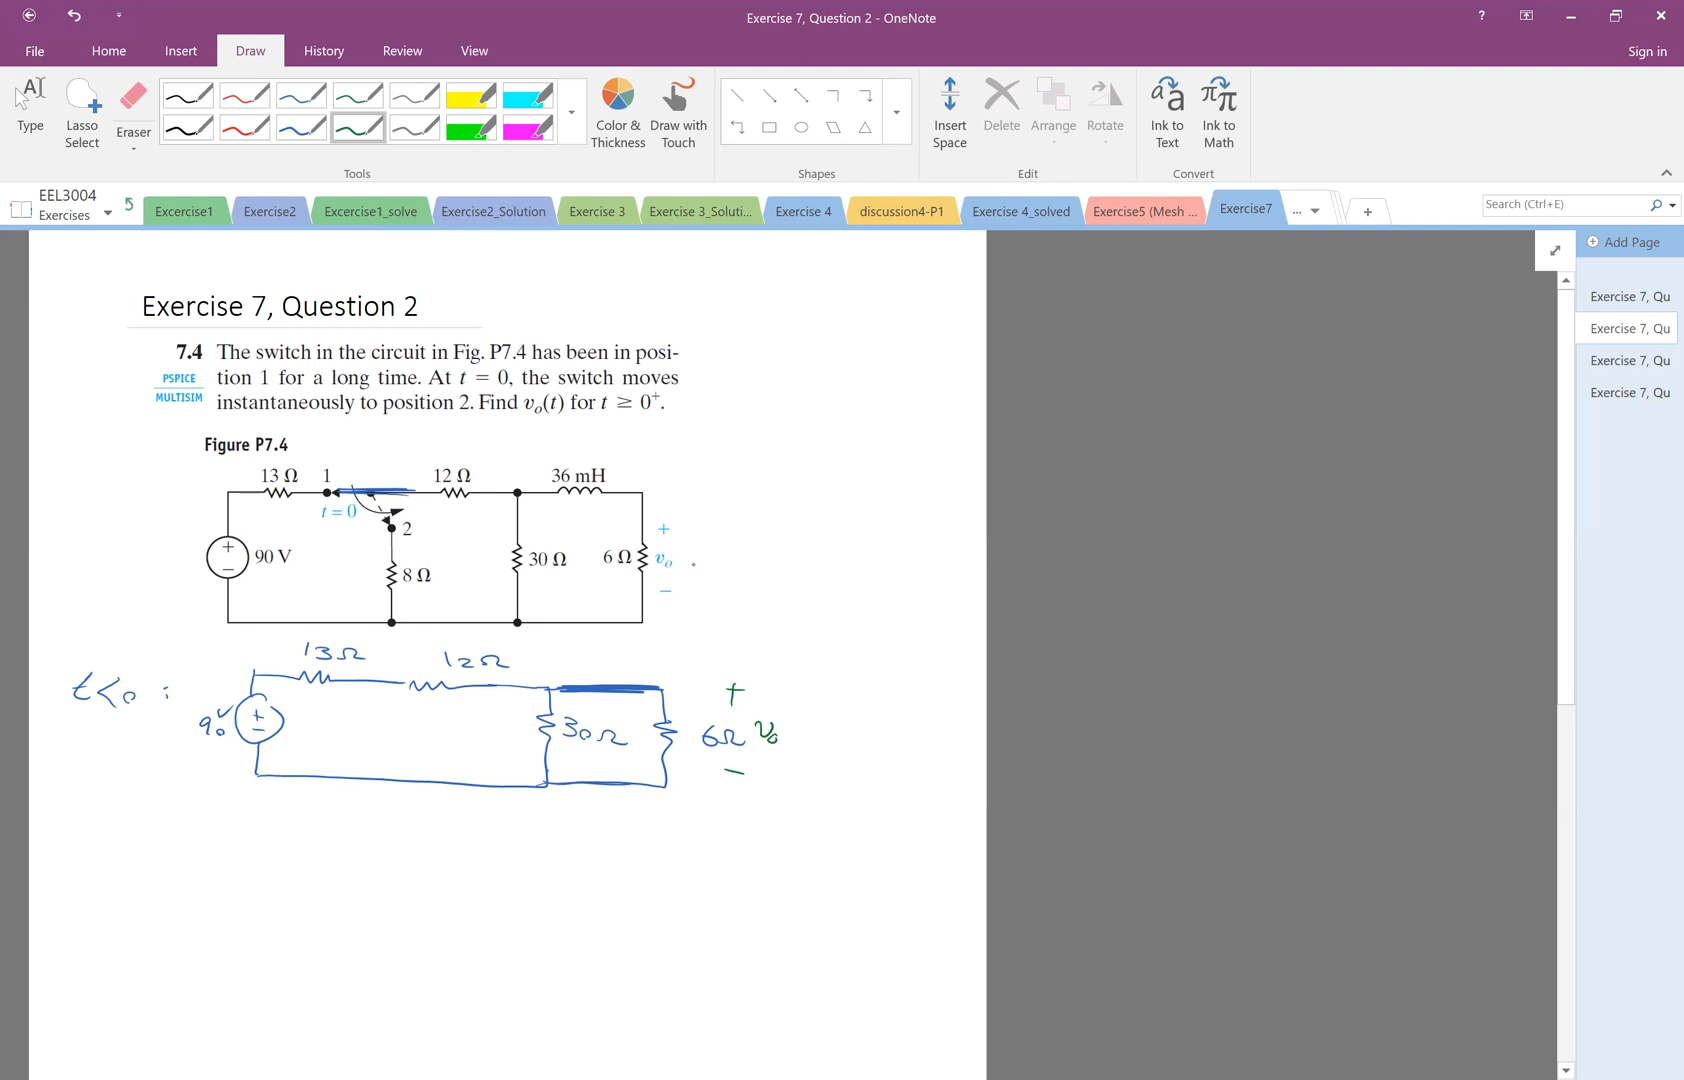 Exercise 7, Question 2 - OneNote
?
File Home Insert Draw History Review View
Sign in
Type
Lasso Select
Eraser
Color & Thickness
Draw with Touch
Insert Space
Delete
Arrange
Rotate
Ink to Text
Ink to Math
Tools Shapes Edit Convert
EEL3004
Exercises
Excercise1 Exercise2 Excercise1_solve Exercise2_Solution Exercise 3 Exercise 3_Soluti... Exercise 4 discussion4-P1 Exercise 4_solved Exercise5 (Mesh ... Exercise7 ... +
Search (Ctrl+E)
Add Page
Exercise 7, Qu
Exercise 7, Qu
Exercise 7, Qu
Exercise 7, Qu
Exercise 7, Question 2
7.4 The switch in the circuit in Fig. P7.4 has been in posi-
PSPICE
tion 1 for a long time. At t = 0, the switch moves
MULTISIM
instantaneously to position 2. Find vₒ(t) for t ≥ 0⁺.
Figure P7.4
13 Ω 1 12 Ω 36 mH
t = 0
2
+
90 V
+
−
8 Ω
30 Ω
6 Ω
vₒ
−
13Ω 12Ω
t<0 :
90V
+
−
30Ω
6Ω
+
v₀
−